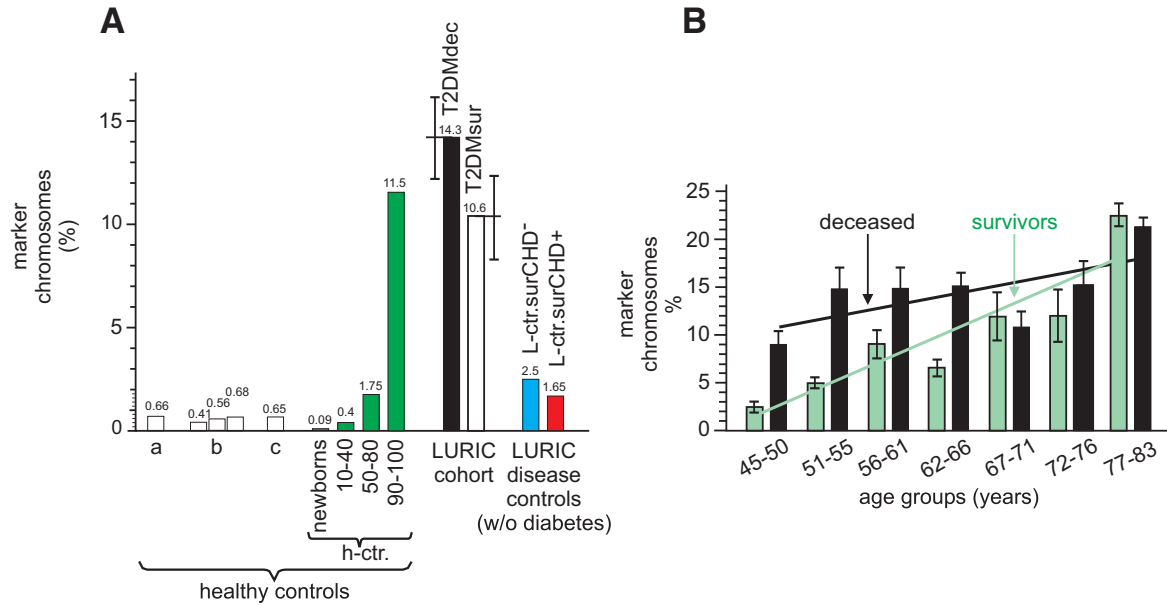 A
marker
chromosomes
(%)
15
10
5
0
0.66
0.41
0.56
0.68
0.65
0.09
0.4
1.75
11.5
14.3
10.6
2.5
1.65
T2DMdec
T2DMsur
L-ctr.surCHD-
L-ctr.surCHD+
a
b
c
newborns
10-40
50-80
90-100
LURIC
cohort
LURIC
disease
controls
(w/o diabetes)
h-ctr.
healthy controls
B
marker
chromosomes
%
25
20
15
10
5
0
deceased
survivors
45-50
51-55
56-61
62-66
67-71
72-76
77-83
age groups (years)